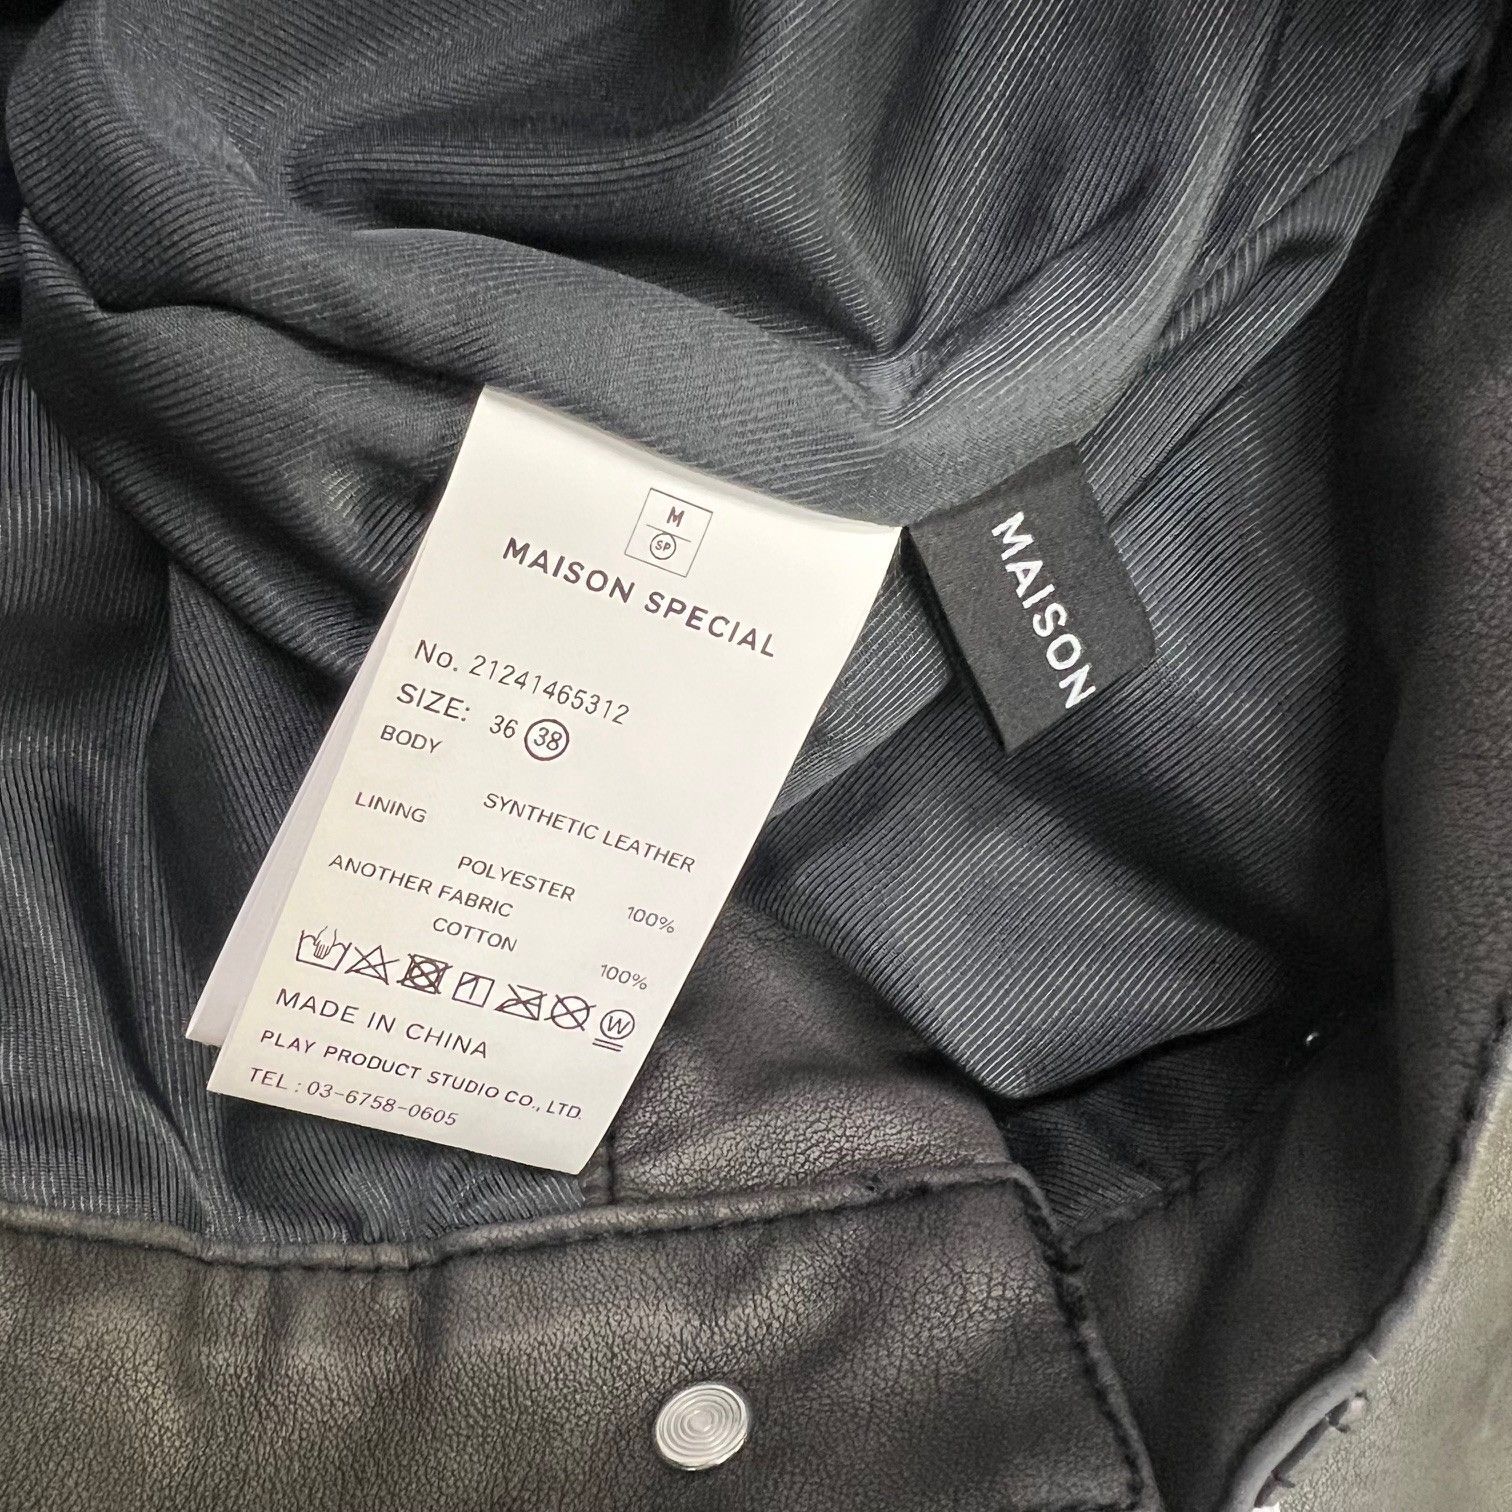 M
SP
MAISON SPECIAL
No. 21241465312
SIZE: 36 38
BODY
SYNTHETIC LEATHER
LINING
POLYESTER 100%
ANOTHER FABRIC
COTTON 100%
W
MADE IN CHINA
PLAY PRODUCT STUDIO CO., LTD.
TEL : 03-6758-0605
MAISON